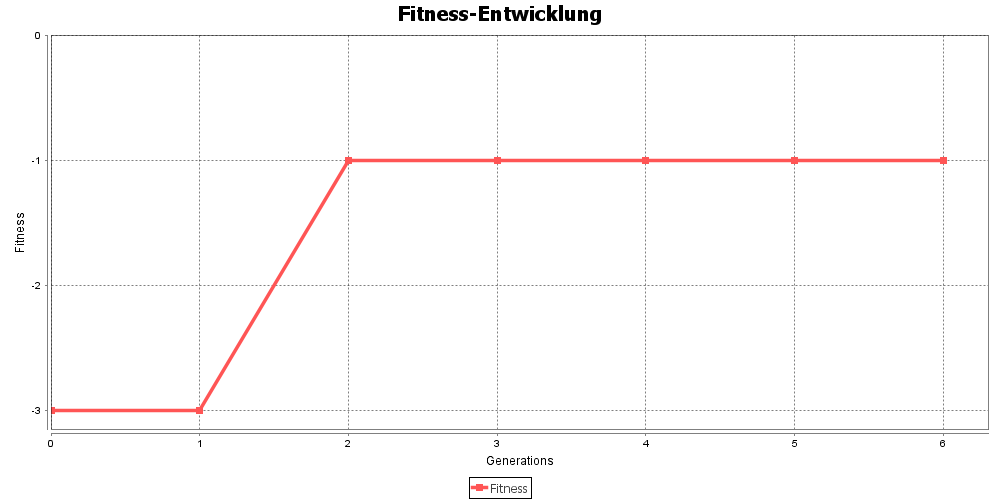 Fitness-Entwicklung
0
-1
-2
-3
Fitness
0 1 2 3 4 5 6
Generations
Fitness